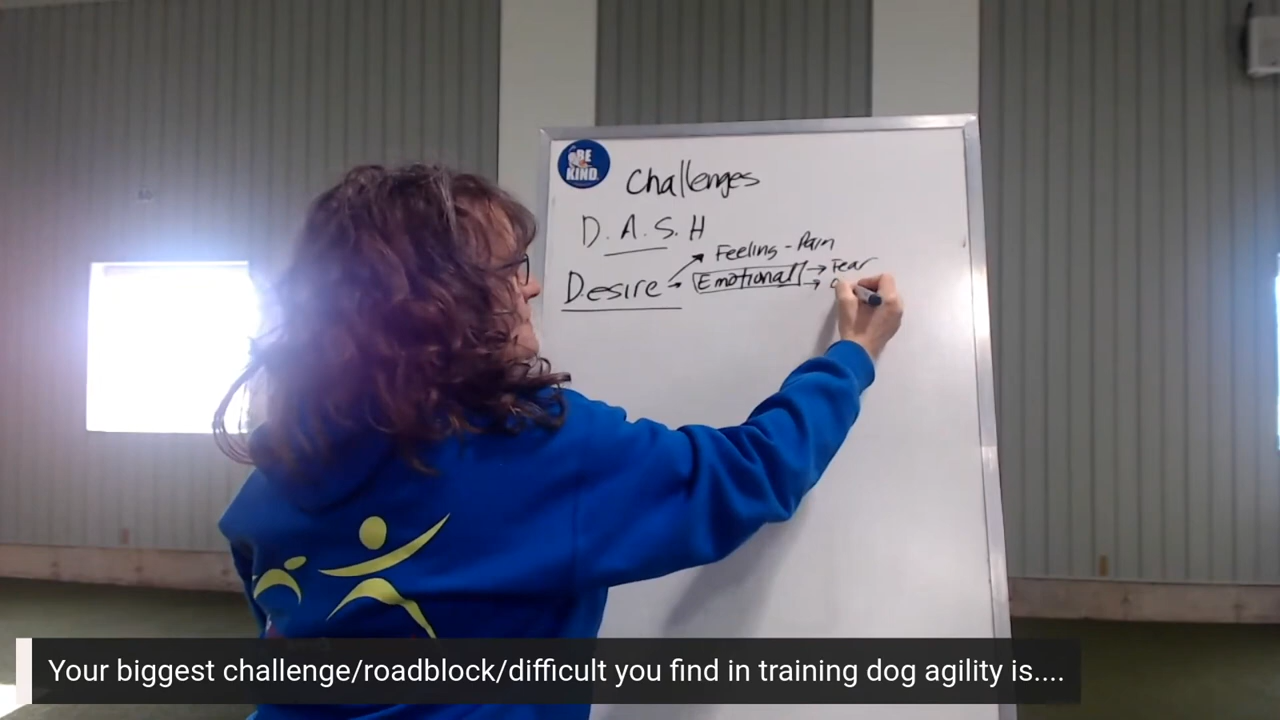 BE
KIND.
Challenges
D.A.S.H
Feeling - Pain
Desire → Emotional → Fear
→
Your biggest challenge/roadblock/difficult you find in training dog agility is....